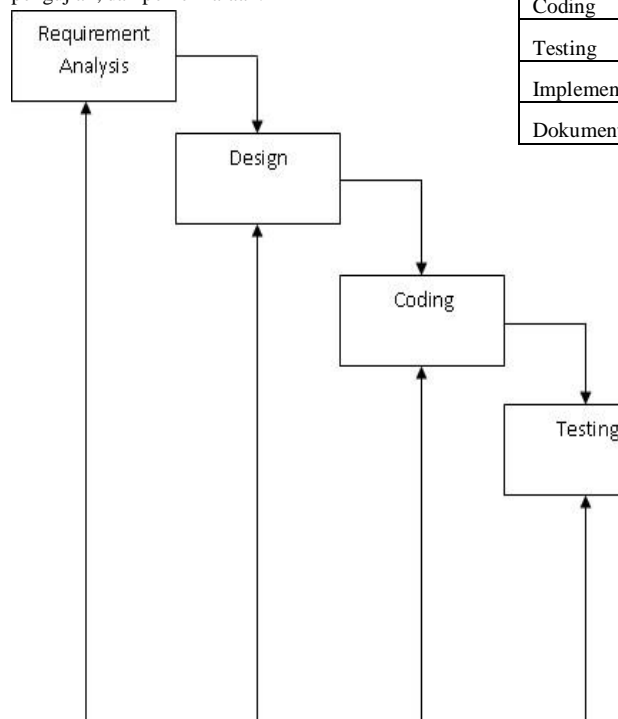 Requirement
Analysis
Design
Coding
Testing
Coding
Testing